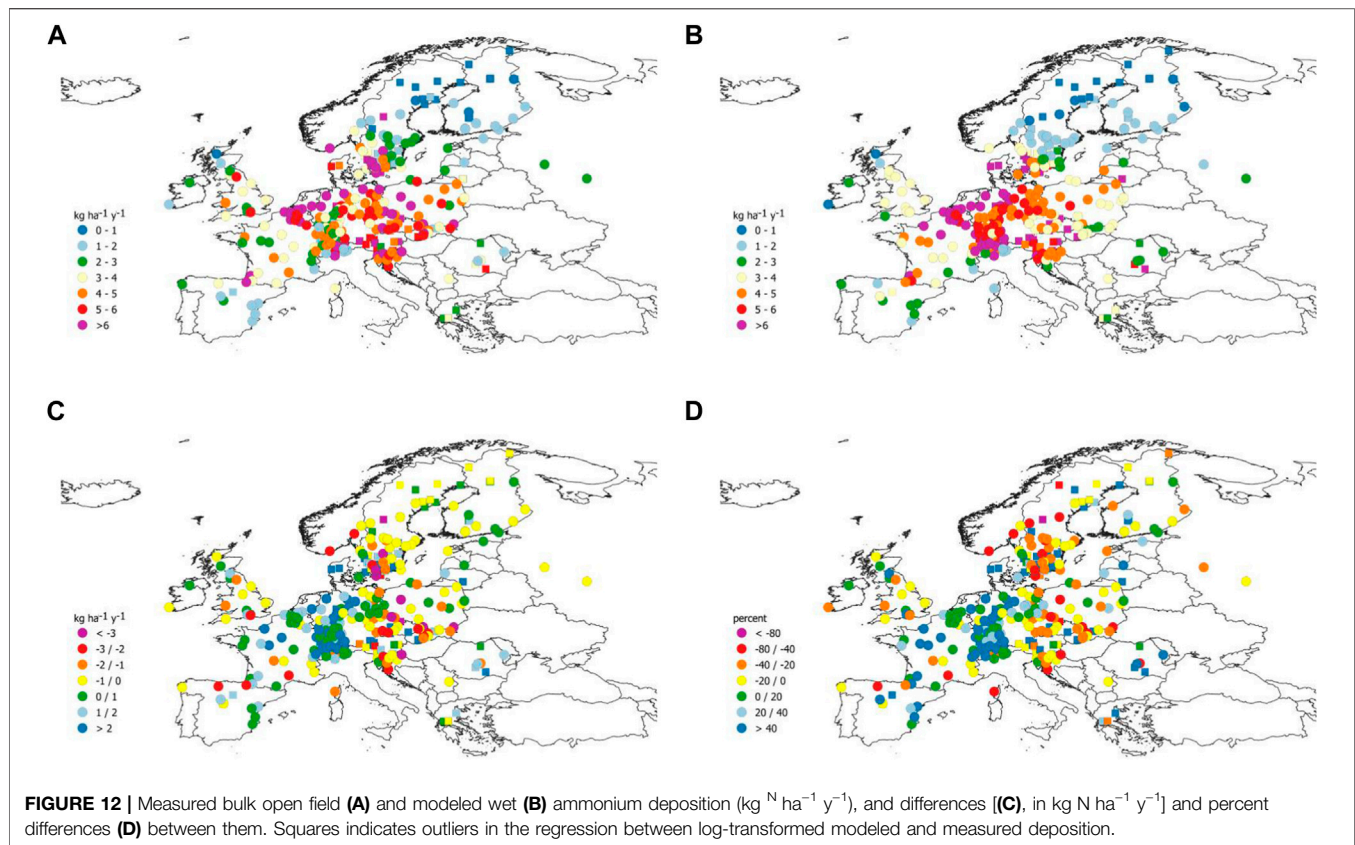 A
B
kg ha⁻¹ y⁻¹
0 - 1
1 - 2
2 - 3
3 - 4
4 - 5
5 - 6
>6
kg ha⁻¹ y⁻¹
0 - 1
1 - 2
2 - 3
3 - 4
4 - 5
5 - 6
>6
C
D
kg ha⁻¹ y⁻¹
< -3
-3 / -2
-2 / -1
-1 / 0
0 / 1
1 / 2
> 2
percent
< -80
-80 / -40
-40 / -20
-20 / 0
0 / 20
20 / 40
> 40
FIGURE 12 | Measured bulk open field (A) and modeled wet (B) ammonium deposition (kg ᴺ ha⁻¹ y⁻¹), and differences [(C), in kg N ha⁻¹ y⁻¹] and percent
differences (D) between them. Squares indicates outliers in the regression between log-transformed modeled and measured deposition.